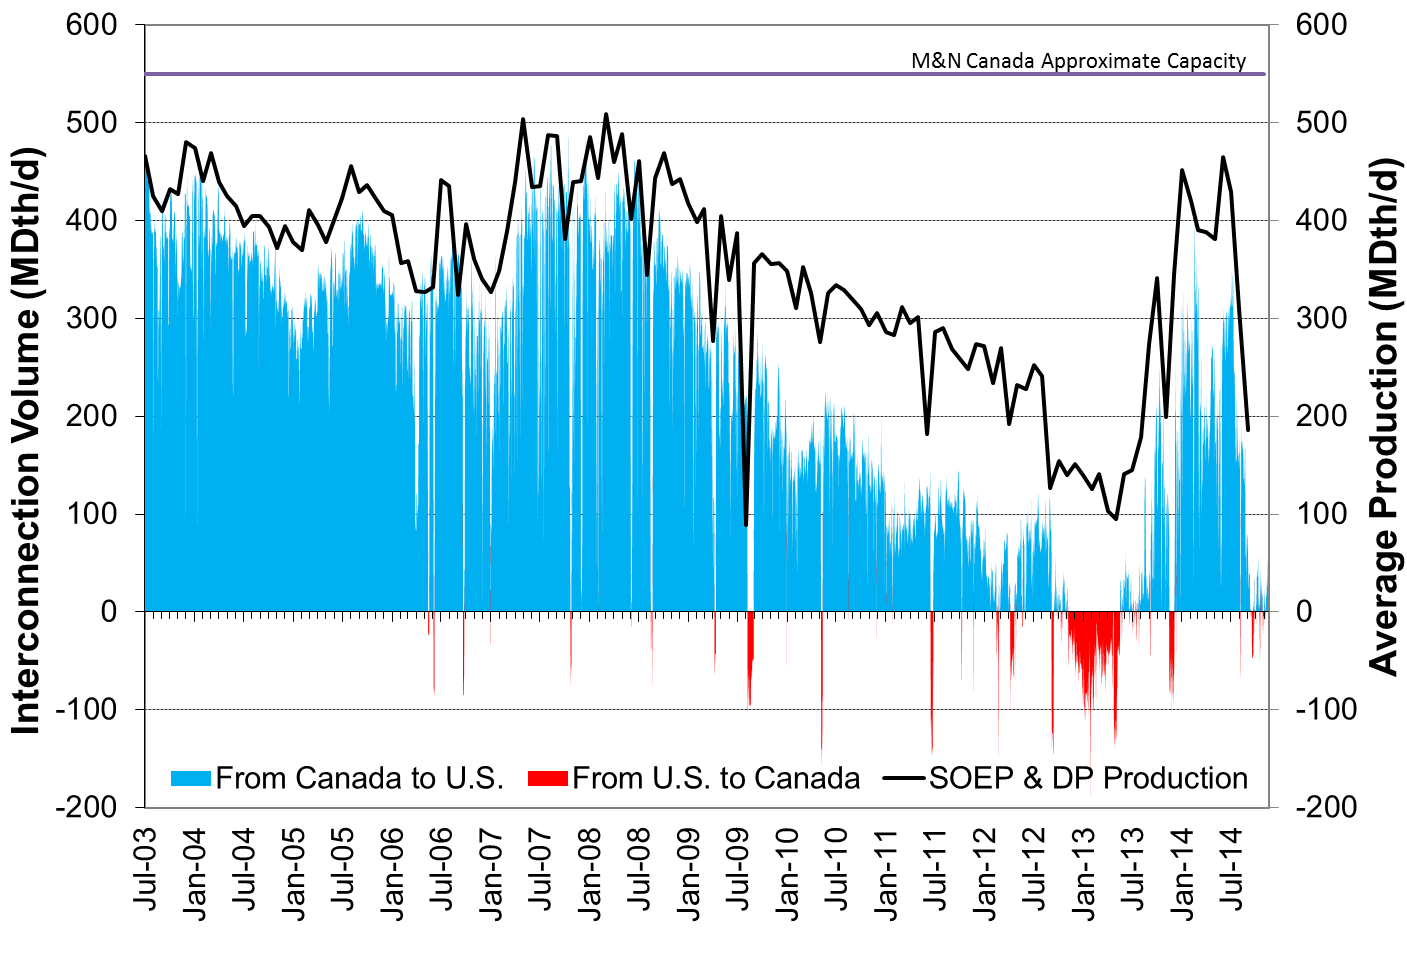 600
500
400
300
200
100
0
-100
-200
Interconnection Volume (MDth/d)
M&N Canada Approximate Capacity
600
500
400
300
200
100
0
-100
-200
Average Production (MDth/d)
From Canada to U.S.
From U.S. to Canada
SOEP & DP Production
Jul-03
Jan-04
Jul-04
Jan-05
Jul-05
Jan-06
Jul-06
Jan-07
Jul-07
Jan-08
Jul-08
Jan-09
Jul-09
Jan-10
Jul-10
Jan-11
Jul-11
Jan-12
Jul-12
Jan-13
Jul-13
Jan-14
Jul-14